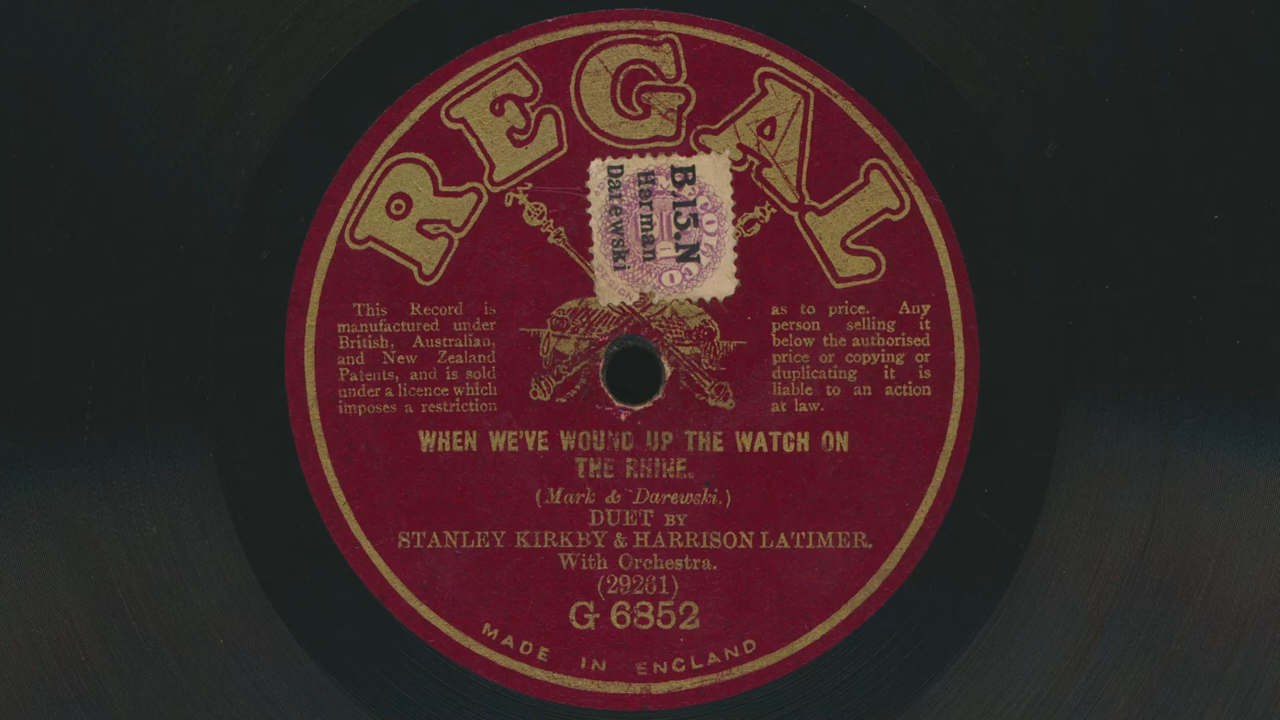 REGAL
B.15.N
Herman
Darewski
COL CO
This Record is
manufactured under
British, Australian,
and New Zealand
Patents, and is sold
under a licence which
imposes a restriction
as to price. Any
person selling it
below the authorised
price or copying or
duplicating it is
liable to an action
at law.
WHEN WE'VE WOUND UP THE WATCH ON
THE RHINE.
(Mark & Darewski.)
DUET BY
STANLEY KIRKBY & HARRISON LATIMER.
With Orchestra.
(29261)
G 6852
MADE IN ENGLAND